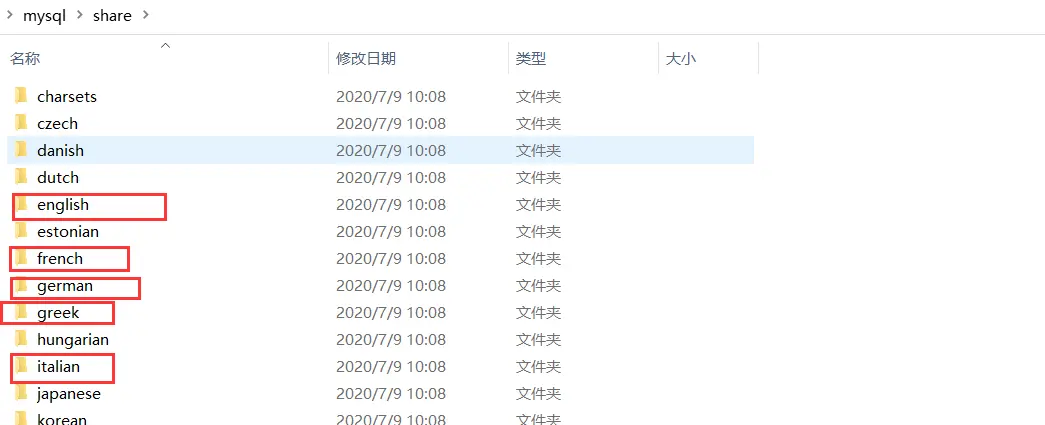 mysql > share >
名称 修改日期 类型 大小
charsets 2020/7/9 10:08 文件夹
czech 2020/7/9 10:08 文件夹
danish 2020/7/9 10:08 文件夹
dutch 2020/7/9 10:08 文件夹
english 2020/7/9 10:08 文件夹
estonian 2020/7/9 10:08 文件夹
french 2020/7/9 10:08 文件夹
german 2020/7/9 10:08 文件夹
greek 2020/7/9 10:08 文件夹
hungarian 2020/7/9 10:08 文件夹
italian 2020/7/9 10:08 文件夹
japanese 2020/7/9 10:08 文件夹
korean 2020/7/9 10:08 文件夹